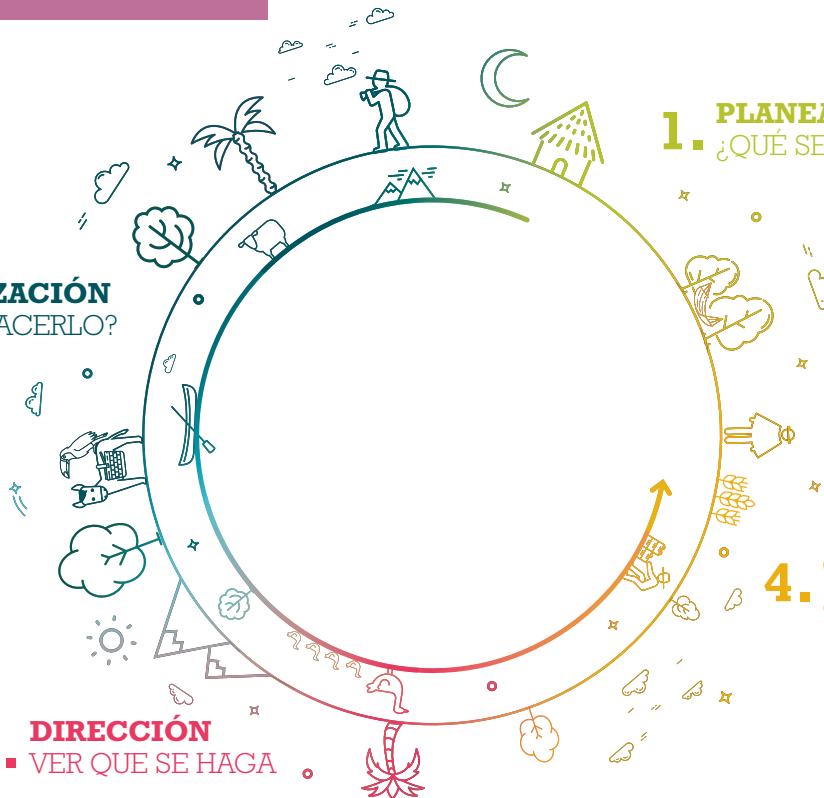 1. PLANEA
¿QUÉ SE
ZACIÓN
ACERLO?
4.
DIRECCIÓN
VER QUE SE HAGA